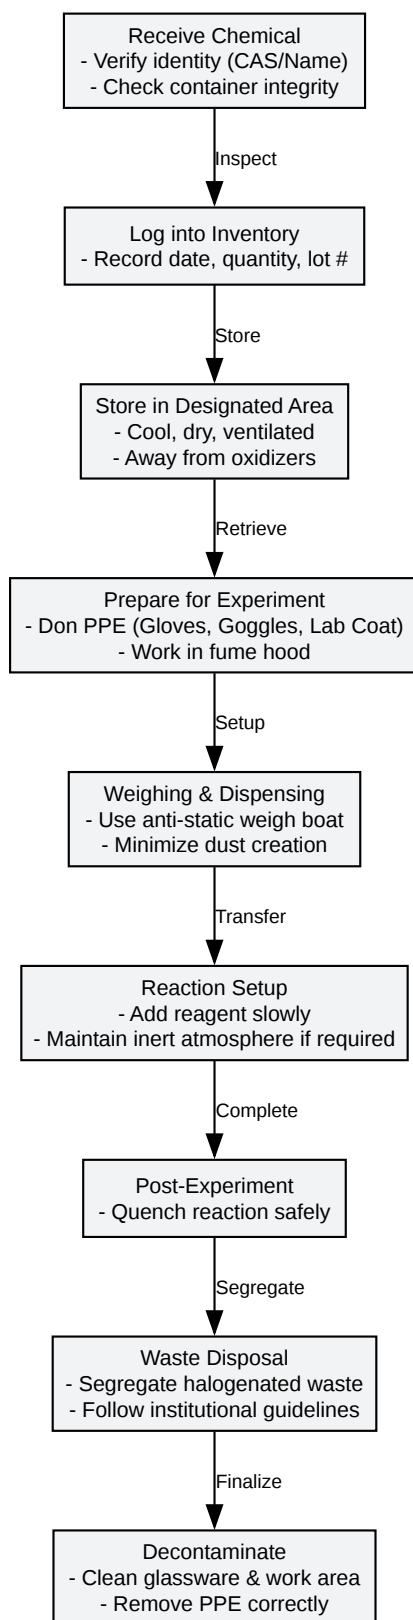 Receive Chemical
- Verify identity (CAS/Name)
- Check container integrity
Inspect
Log into Inventory
- Record date, quantity, lot #
Store
Store in Designated Area
- Cool, dry, ventilated
- Away from oxidizers
Retrieve
Prepare for Experiment
- Don PPE (Gloves, Goggles, Lab Coat)
- Work in fume hood
Setup
Weighing & Dispensing
- Use anti-static weigh boat
- Minimize dust creation
Transfer
Reaction Setup
- Add reagent slowly
- Maintain inert atmosphere if required
Complete
Post-Experiment
- Quench reaction safely
Segregate
Waste Disposal
- Segregate halogenated waste
- Follow institutional guidelines
Finalize
Decontaminate
- Clean glassware & work area
- Remove PPE correctly